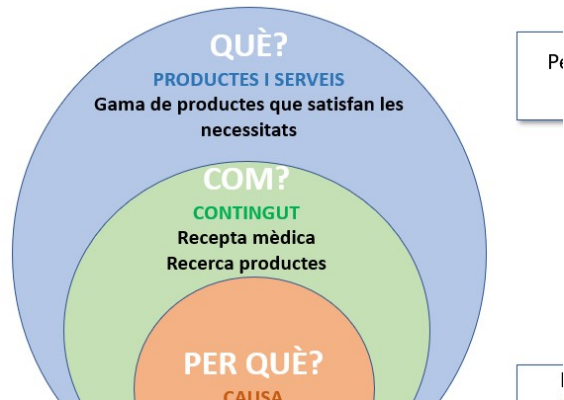 QUÈ?
PRODUCTES I SERVEIS
Gama de productes que satisfan les
necessitats
COM?
CONTINGUT
Recepta mèdica
Recerca productes
PER QUÈ?
CAUSA